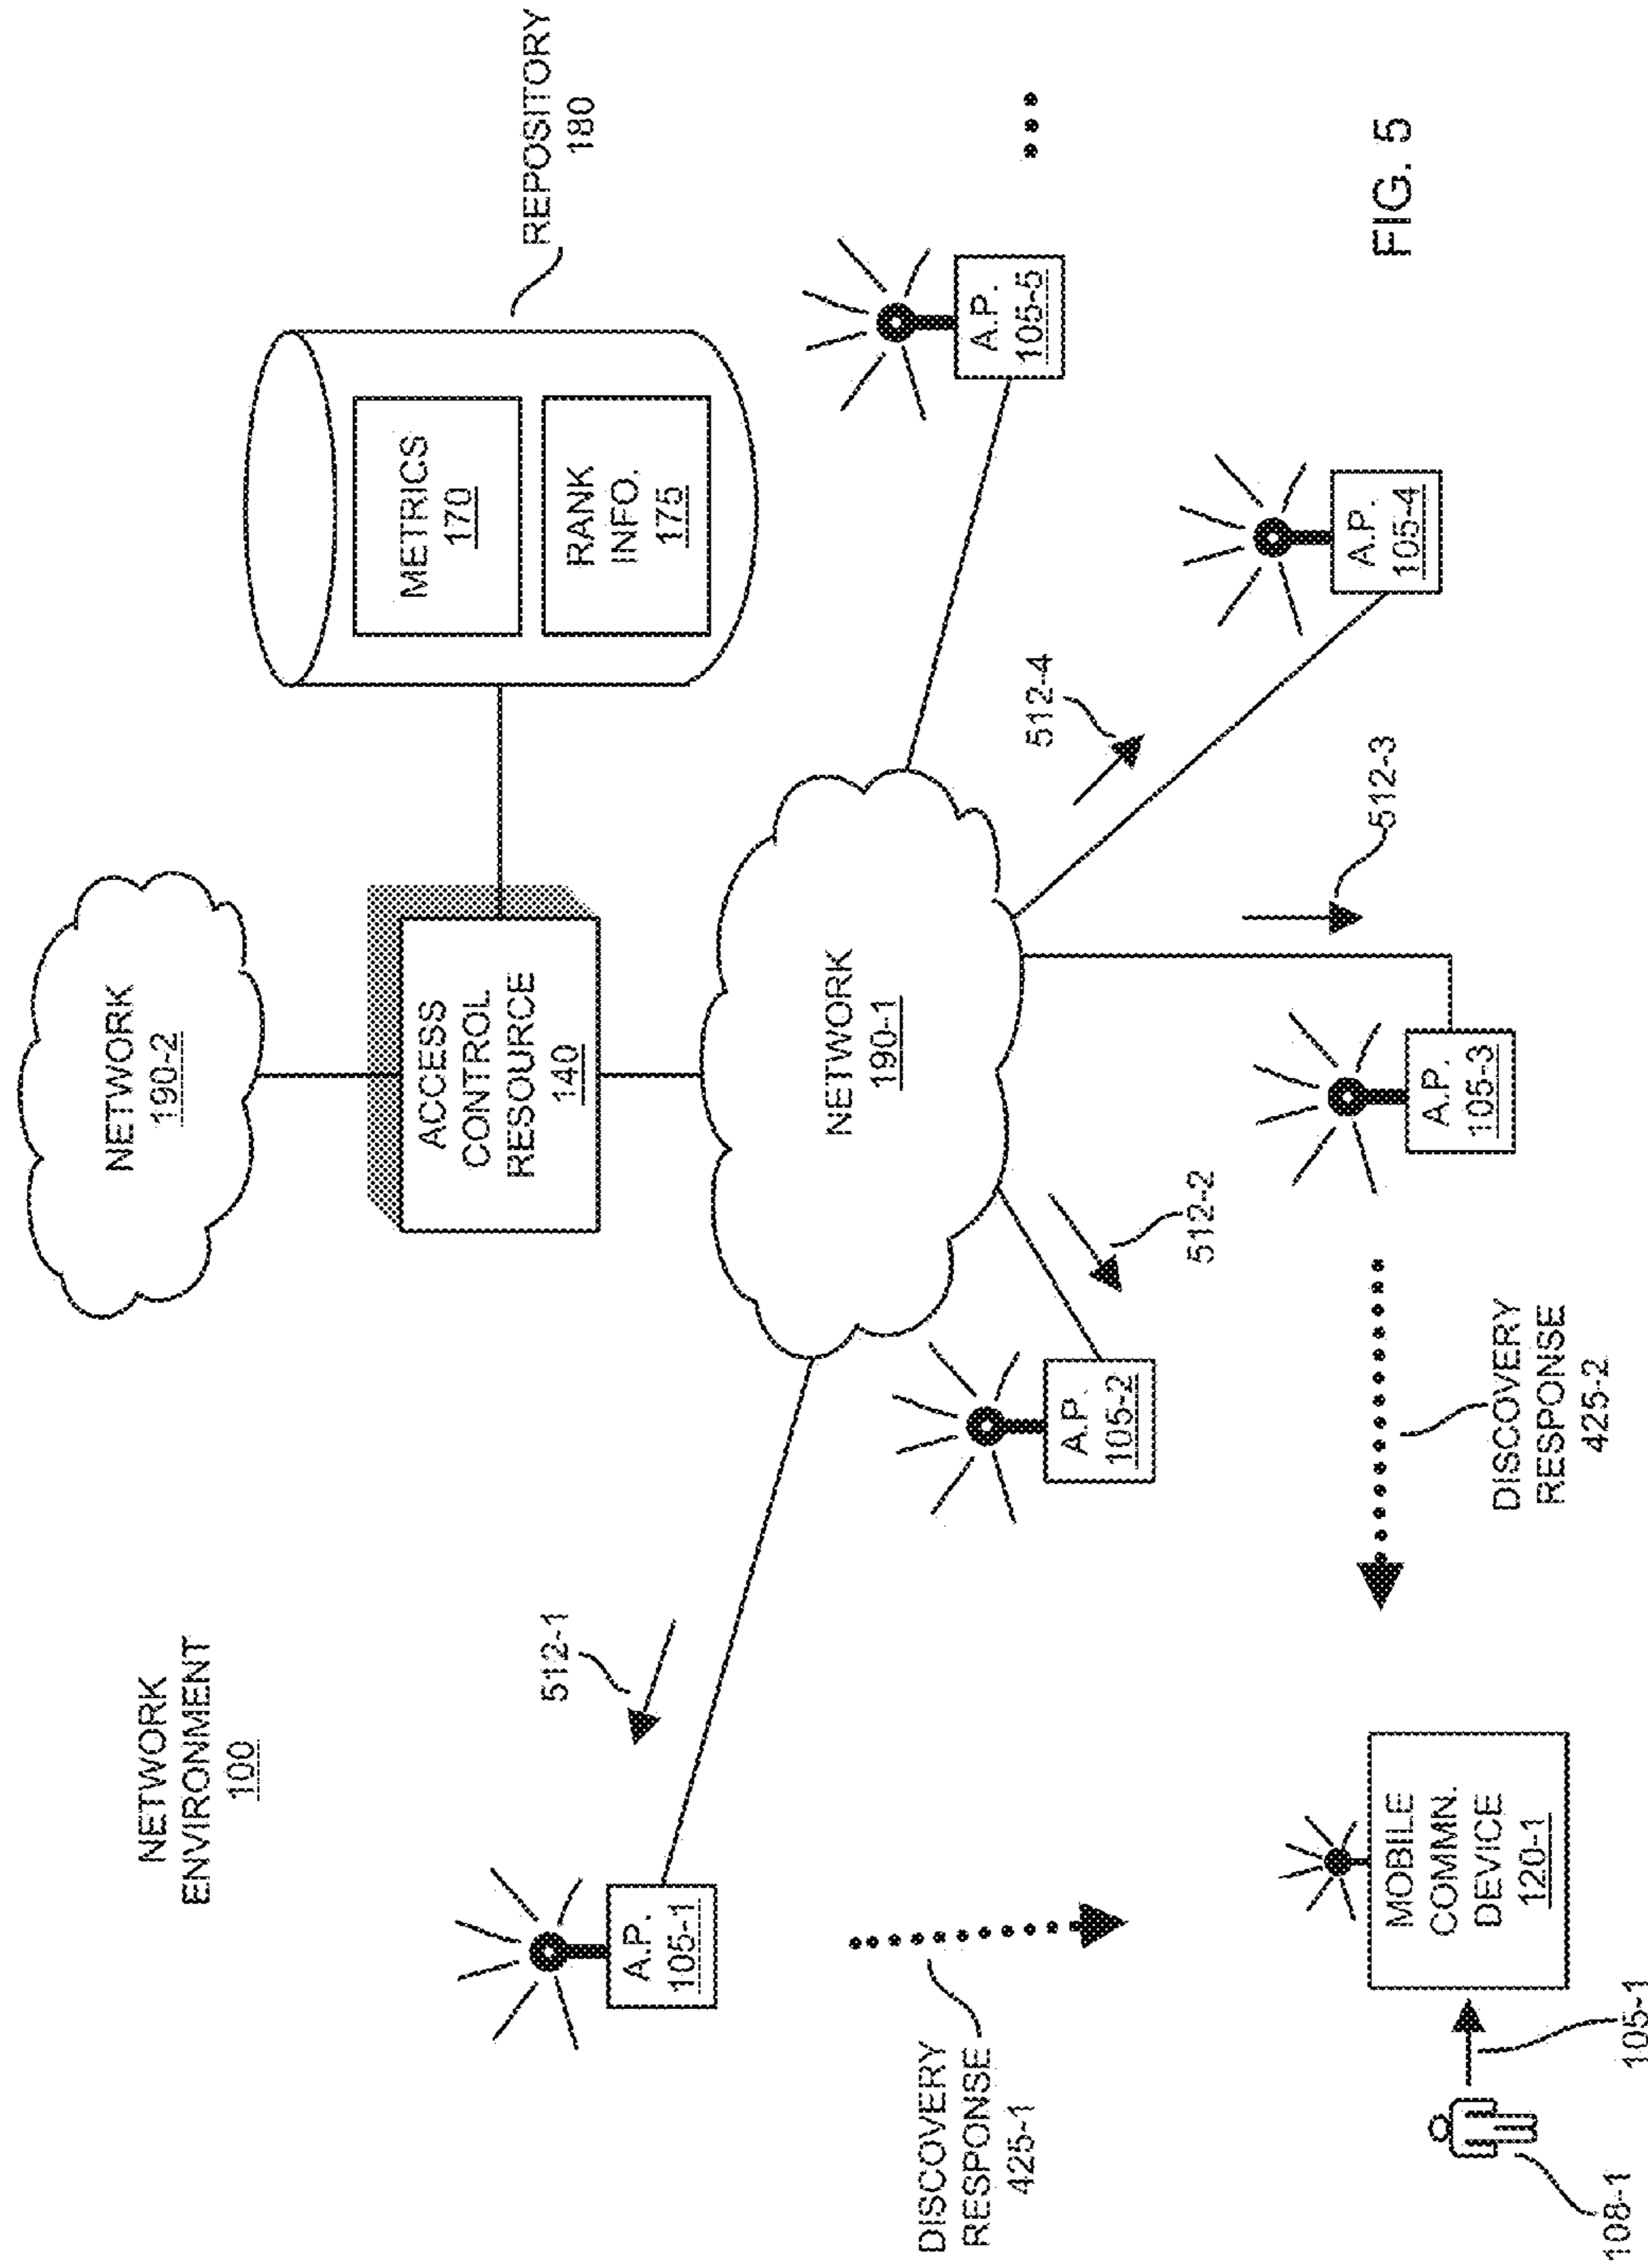 NETWORK
ENVIRONMENT
100
NETWORK
190-2
ACCESS
CONTROL
RESOURCE
140
METRICS
170
RANK
INFO.
175
REPOSITORY
180
512-1
A.P.
105-1
NETWORK
190-1
A.P.
105-5
512-4
A.P.
105-2
512-2
512-3
A.P.
105-4
A.P.
105-3
DISCOVERY
RESPONSE
425-1
DISCOVERY
RESPONSE
425-2
MOBILE
COMMN.
DEVICE
120-1
108-1
105-1
FIG. 5